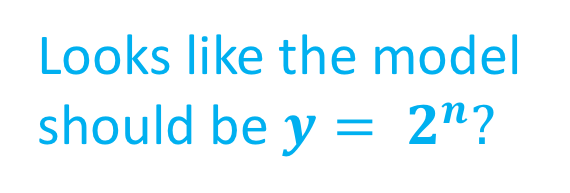 Looks like the model
should be y = 2ⁿ?